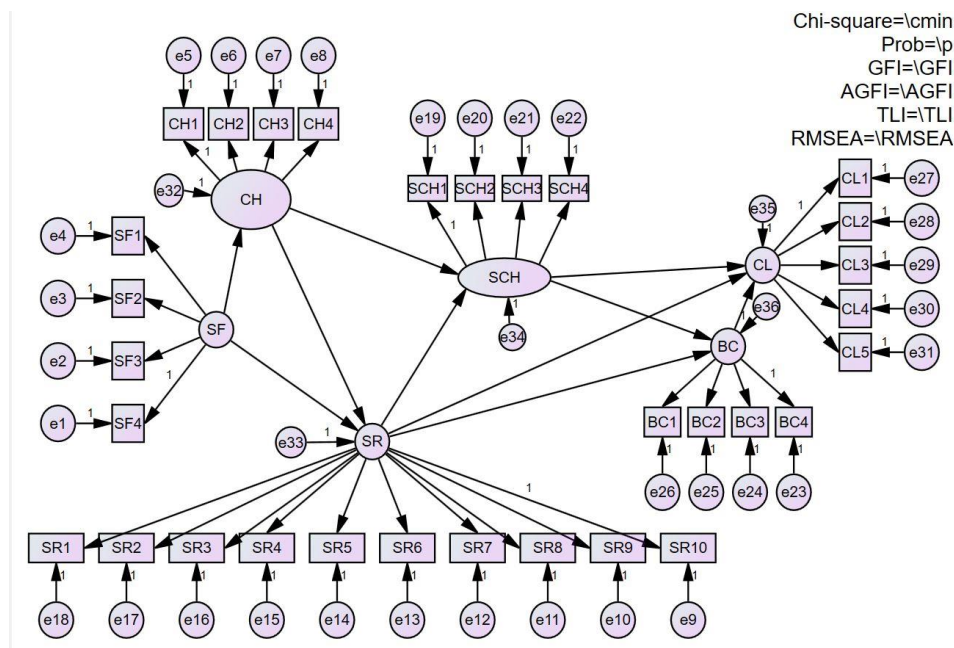 Chi-square=\cmin
Prob=\p
GFI=\GFI
AGFI=\AGFI
TLI=\TLI
RMSEA=\RMSEA
e5 e6 e7 e8
1 1 1 1
CH1 CH2 CH3 CH4
1
e32 1 CH
e19 e20 e21 e22
1 1 1 1
SCH1 SCH2 SCH3 SCH4
1
SCH
1
e34
e4 1 SF1
e3 1 SF2
e2 1 SF3
e1 1 SF4
1
SF
e35
1
CL
1
CL1 1 e27
CL2 1 e28
CL3 1 e29
CL4 1 e30
CL5 1 e31
e36
1
BC
1
BC1 BC2 BC3 BC4
1 1 1 1
e26 e25 e24 e23
e33 1 SR
1
SR1 SR2 SR3 SR4 SR5 SR6 SR7 SR8 SR9 SR10
1 1 1 1 1 1 1 1 1 1
e18 e17 e16 e15 e14 e13 e12 e11 e10 e9